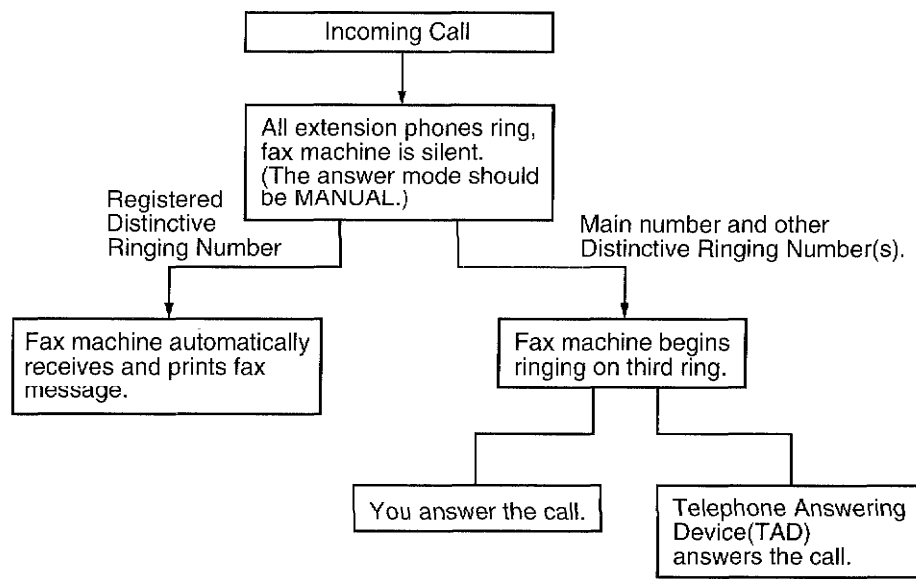 Incoming Call
All extension phones ring,
fax machine is silent.
(The answer mode should
be MANUAL.)
Registered
Distinctive
Ringing Number
Main number and other
Distinctive Ringing Number(s).
Fax machine automatically
receives and prints fax
message.
Fax machine begins
ringing on third ring.
You answer the call.
Telephone Answering
Device(TAD)
answers the call.